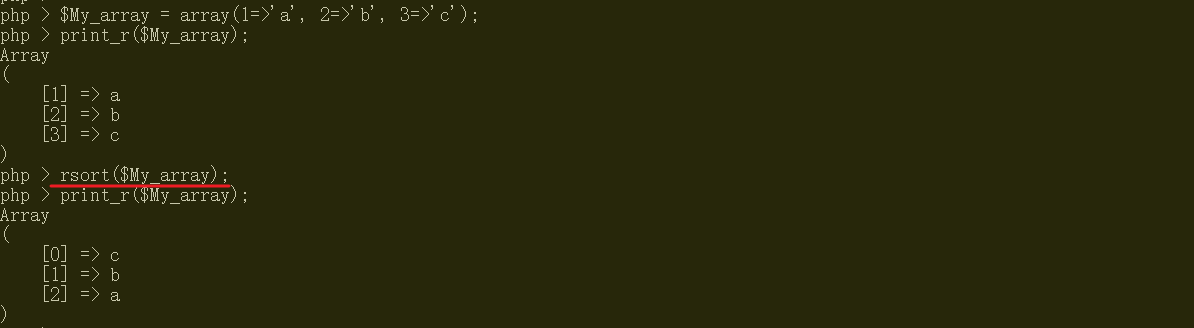 php > $My_array = array(1=>'a', 2=>'b', 3=>'c');
php > print_r($My_array);
Array
(
    [1] => a
    [2] => b
    [3] => c
)
php > rsort($My_array);
php > print_r($My_array);
Array
(
    [0] => c
    [1] => b
    [2] => a
)